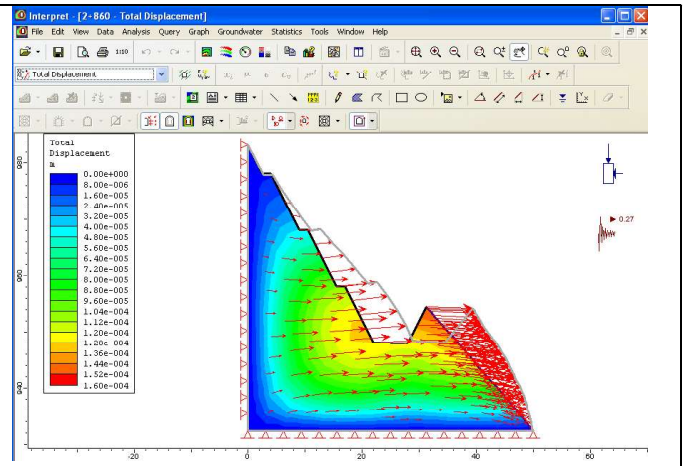 Interpret - [2-860 - Total Displacement]
File Edit View Data Analysis Query Graph Groundwater Statistics Tools Window Help
1:10
Total Displacement
Total
Displacement
m
0.00e+000
8.00e-006
1.60e-005
2.40e-005
3.20e-005
4.00e-005
4.80e-005
5.60e-005
6.40e-005
7.20e-005
8.00e-005
8.80e-005
9.60e-005
1.04e-004
1.12e-004
1.20e-004
1.28e-004
1.36e-004
1.44e-004
1.52e-004
1.60e-004
0.27
980
960
940
-20 0 20 40 60